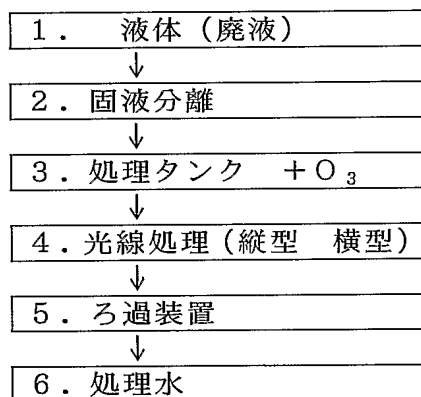 1．　液体（廃液）
↓
2．固液分離
↓
3．処理タンク　＋O₃
↓
4．光線処理（縦型　横型）
↓
5．ろ過装置
↓
6．処理水